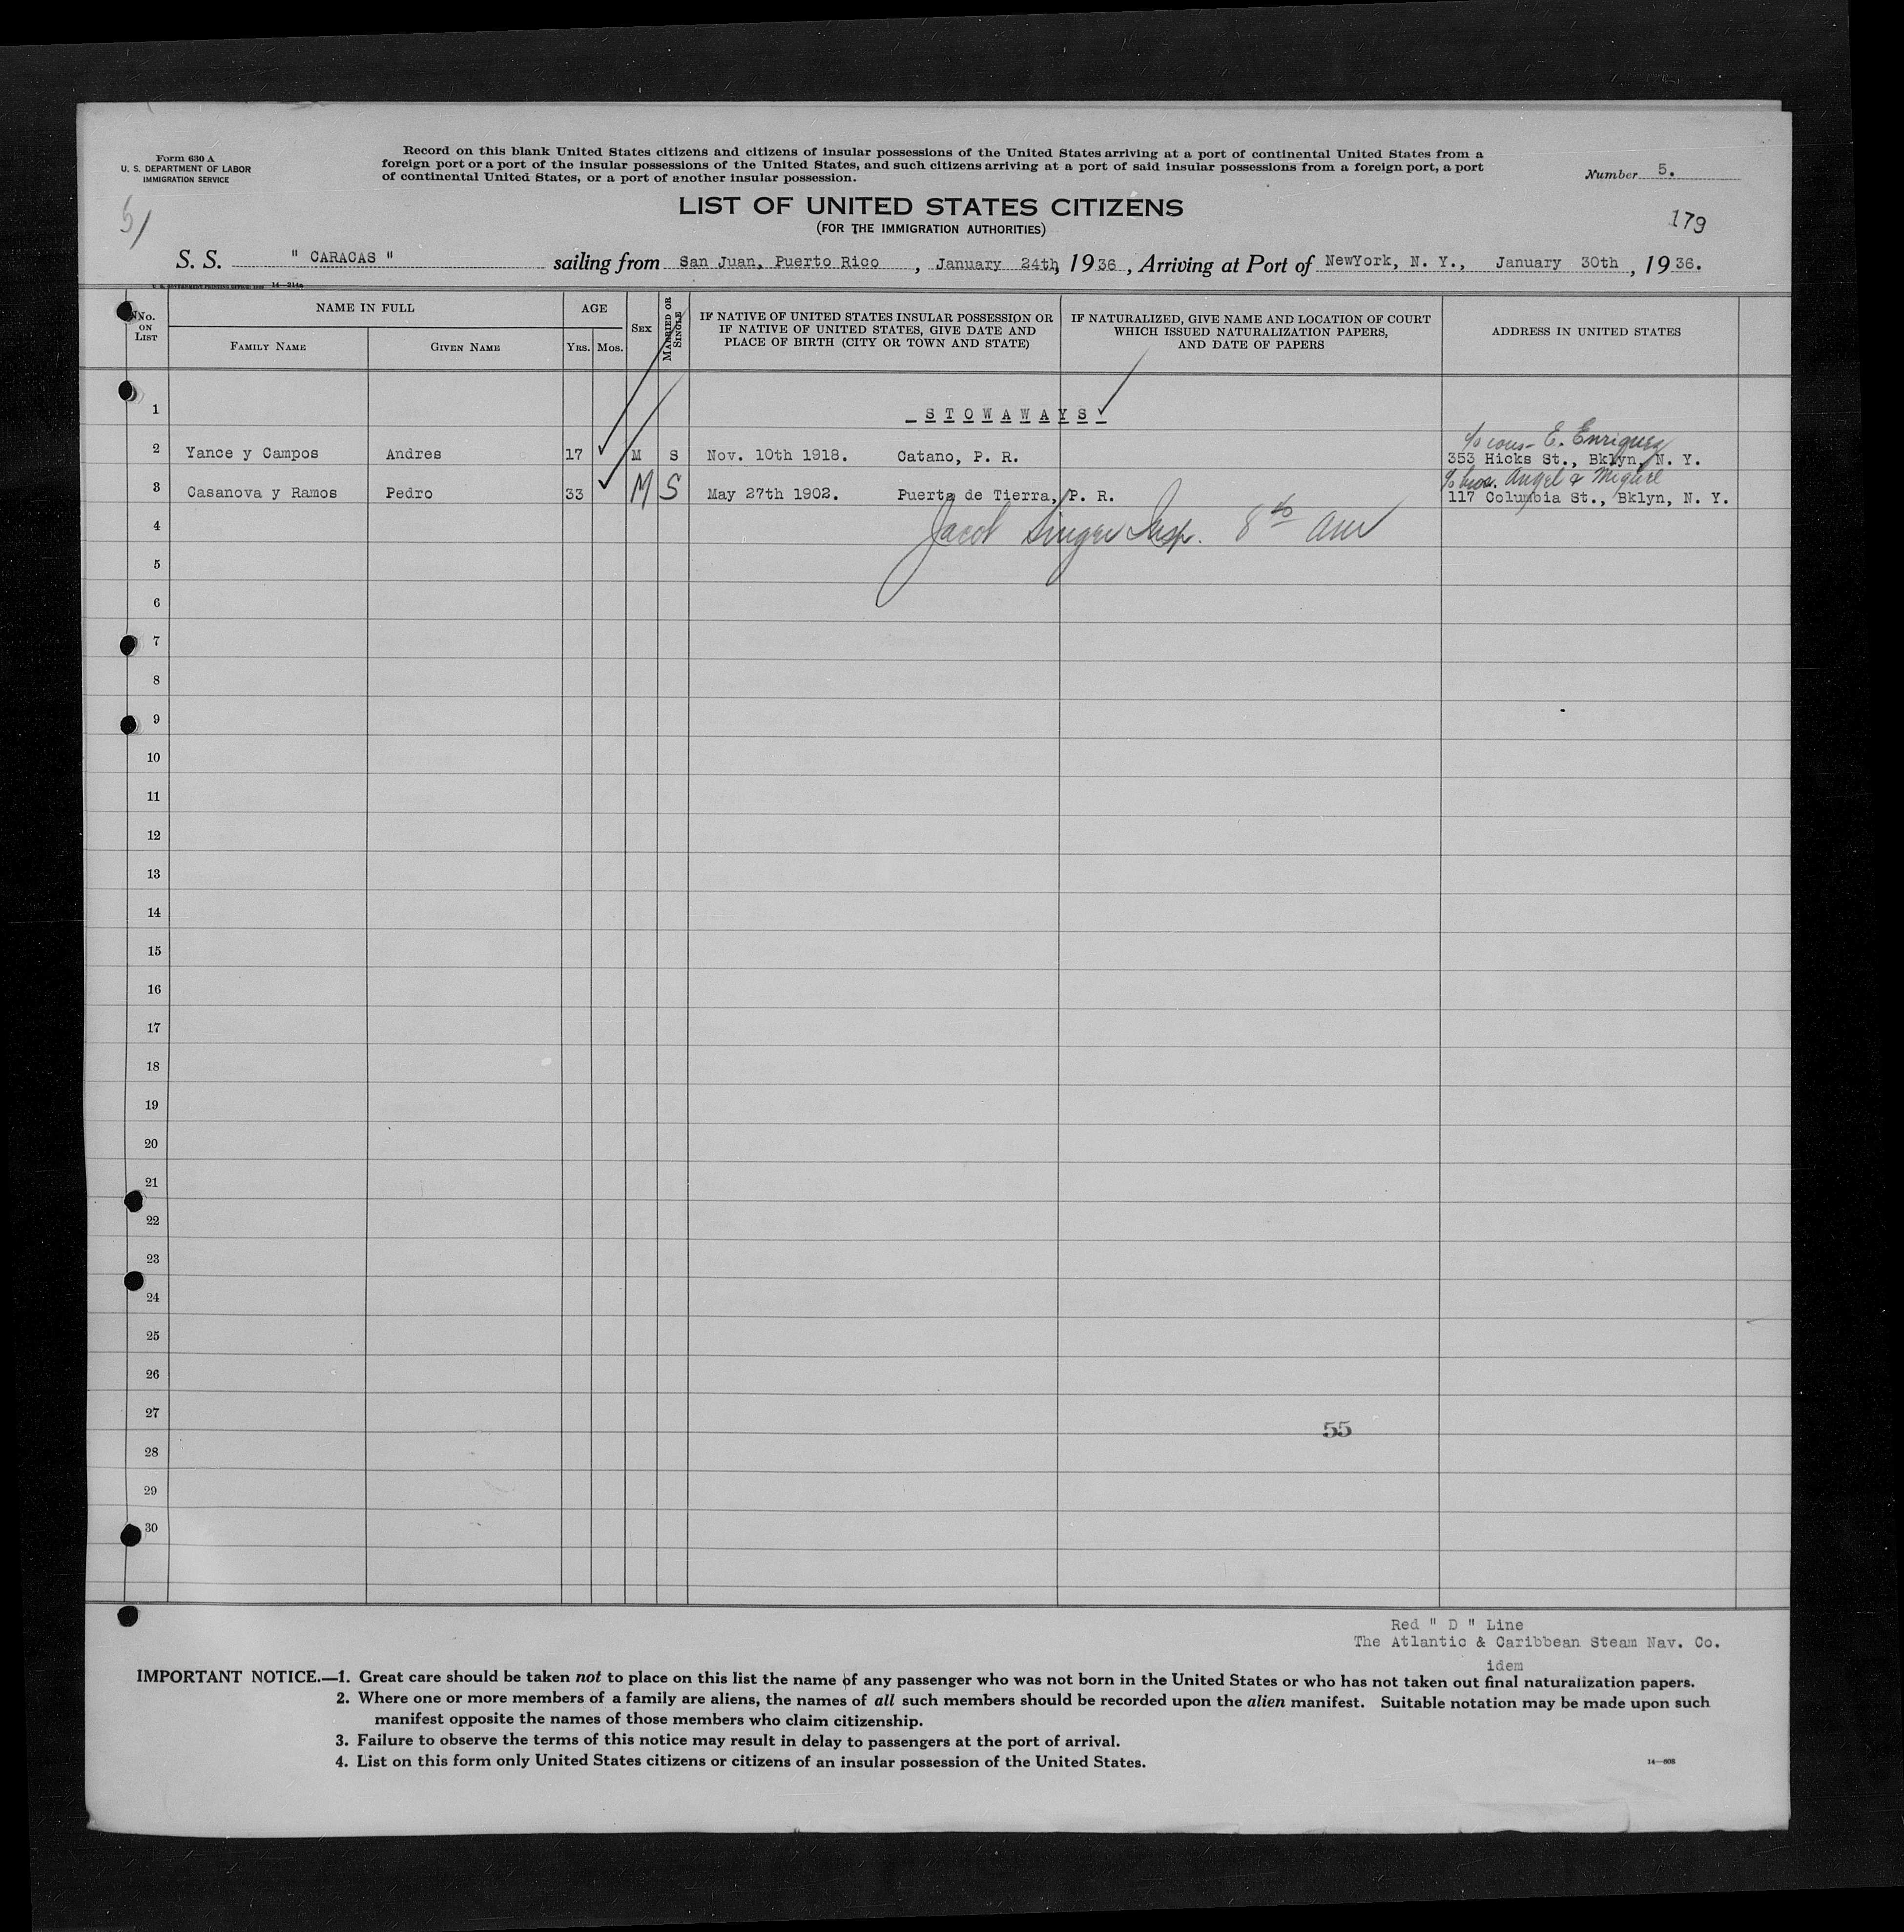 Form 630 A
U. S. DEPARTMENT OF LABOR
IMMIGRATION SERVICE
Record on this blank United States citizens and citizens of insular possessions of the United States arriving at a port of continental United States from a
foreign port or a port of the insular possessions of the United States, and such citizens arriving at a port of said insular possessions from a foreign port, a port
of continental United States, or a port of another insular possession.
Number 5.
5/
LIST OF UNITED STATES CITIZENS
(FOR THE IMMIGRATION AUTHORITIES)
179
S. S. " CARACAS " sailing from San Juan, Puerto Rico , January 24th, 1936 , Arriving at Port of NewYork, N. Y., January 30th , 1936.
14—214a
No. ON LIST
NAME IN FULL
FAMILY NAME
GIVEN NAME
AGE
YRS.
MOS.
SEX
MARRIED OR SINGLE
IF NATIVE OF UNITED STATES INSULAR POSSESSION OR
IF NATIVE OF UNITED STATES, GIVE DATE AND
PLACE OF BIRTH (CITY OR TOWN AND STATE)
IF NATURALIZED, GIVE NAME AND LOCATION OF COURT
WHICH ISSUED NATURALIZATION PAPERS,
AND DATE OF PAPERS
ADDRESS IN UNITED STATES
1 S T O W A W A Y S
c/o cous- E. Enriquez
2 Yance y Campos Andres 17 M S Nov. 10th 1918. Catano, P. R. 353 Hicks St., Bklyn, N. Y.
c/o Angel & Miguel
3 Casanova y Ramos Pedro 33 M S May 27th 1902. Puerta de Tierra, P. R. 117 Columbia St., Bklyn, N. Y.
4 Jacob Singer Insp. 8
5
6
7
8
9
10
11
12
13
14
15
16
17
18
19
20
21
22
23
24
25
26
27
55
28
29
30
Red " D " Line
The Atlantic & Caribbean Steam Nav. Co.
idem
IMPORTANT NOTICE.—1. Great care should be taken not to place on this list the name of any passenger who was not born in the United States or who has not taken out final naturalization papers.
2. Where one or more members of a family are aliens, the names of all such members should be recorded upon the alien manifest. Suitable notation may be made upon such
manifest opposite the names of those members who claim citizenship.
3. Failure to observe the terms of this notice may result in delay to passengers at the port of arrival.
4. List on this form only United States citizens or citizens of an insular possession of the United States.
14—608